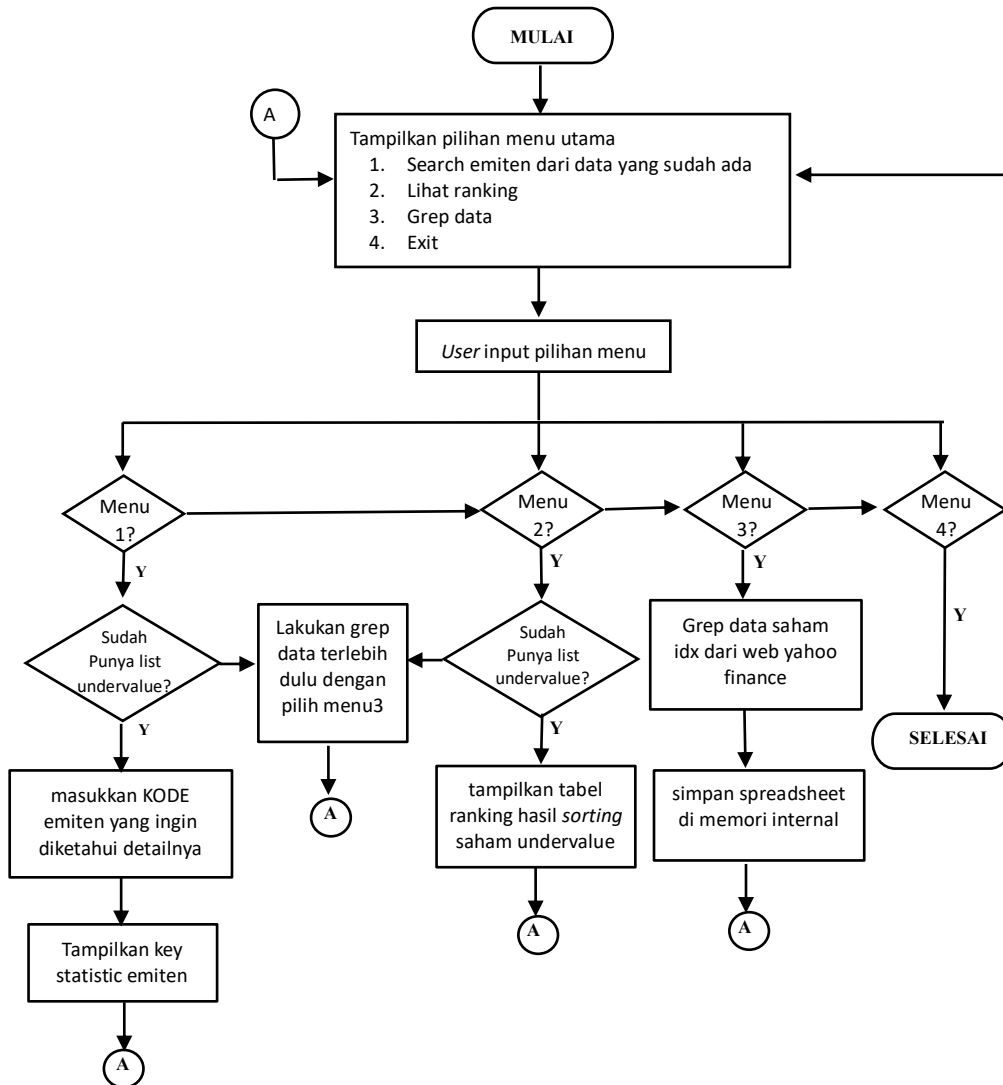 MULAI
A
Tampilkan pilihan menu utama
1. Search emiten dari data yang sudah ada
2. Lihat ranking
3. Grep data
4. Exit
User input pilihan menu
Menu
1?
Menu
2?
Menu
3?
Menu
4?
Y
Y
Y
Y
Sudah
Punya list
undervalue?
Lakukan grep
data terlebih
dulu dengan
pilih menu3
Sudah
Punya list
undervalue?
Grep data saham
idx dari web yahoo
finance
Y
Y
SELESAI
masukkan KODE
emiten yang ingin
diketahui detailnya
A
tampilkan tabel
ranking hasil sorting
saham undervalue
simpan spreadsheet
di memori internal
A
A
Tampilkan key
statistic emiten
A